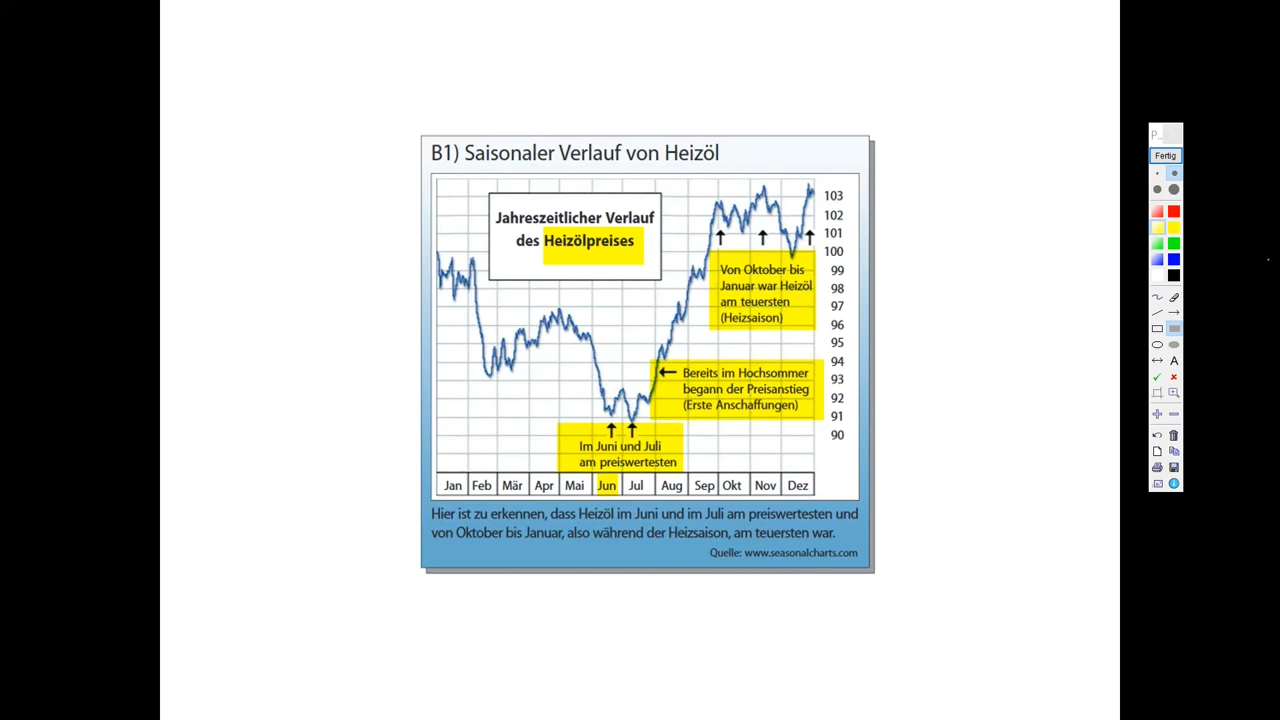 B1) Saisonaler Verlauf von Heizöl
Jahreszeitlicher Verlauf
des Heizölpreises
103
102
101
100
99
98
97
96
95
94
93
92
91
90
Von Oktober bis
Januar war Heizöl
am teuersten
(Heizsaison)
Bereits im Hochsommer
begann der Preisanstieg
(Erste Anschaffungen)
Im Juni und Juli
am preiswertesten
Jan Feb Mär Apr Mai Jun Jul Aug Sep Okt Nov Dez
Hier ist zu erkennen, dass Heizöl im Juni und im Juli am preiswertesten und
von Oktober bis Januar, also während der Heizsaison, am teuersten war.
Quelle: www.seasonalcharts.com
P...
Fertig
A